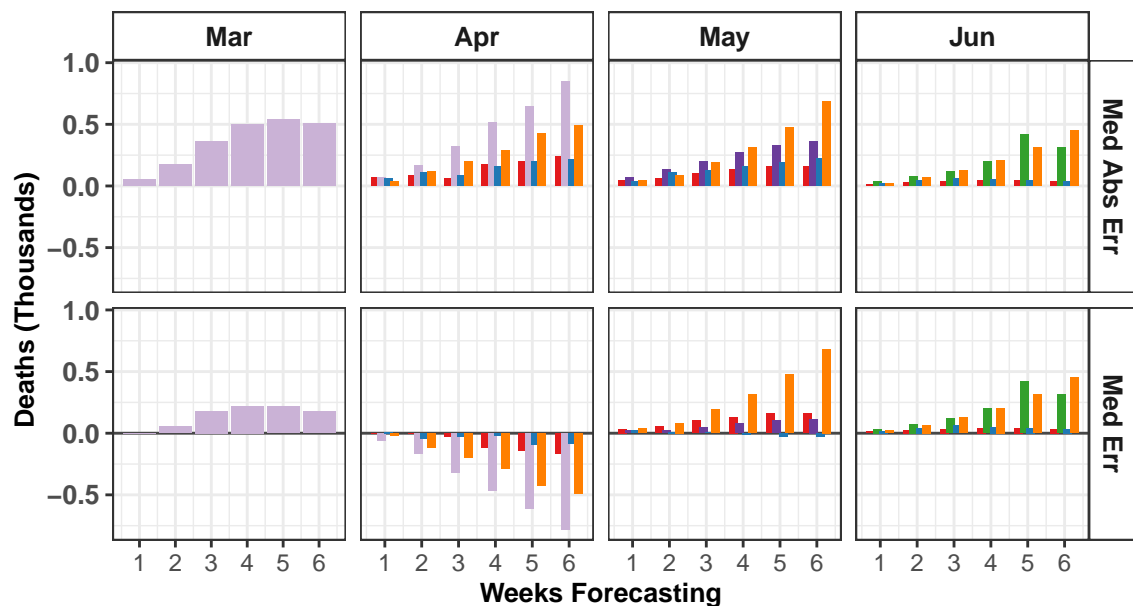 Mar Apr May Jun
1.0
0.5
0.0
−0.5
Med Abs Err
1.0
0.5
0.0
−0.5
Med Err
Deaths (Thousands)
1 2 3 4 5 6 1 2 3 4 5 6 1 2 3 4 5 6 1 2 3 4 5 6
Weeks Forecasting